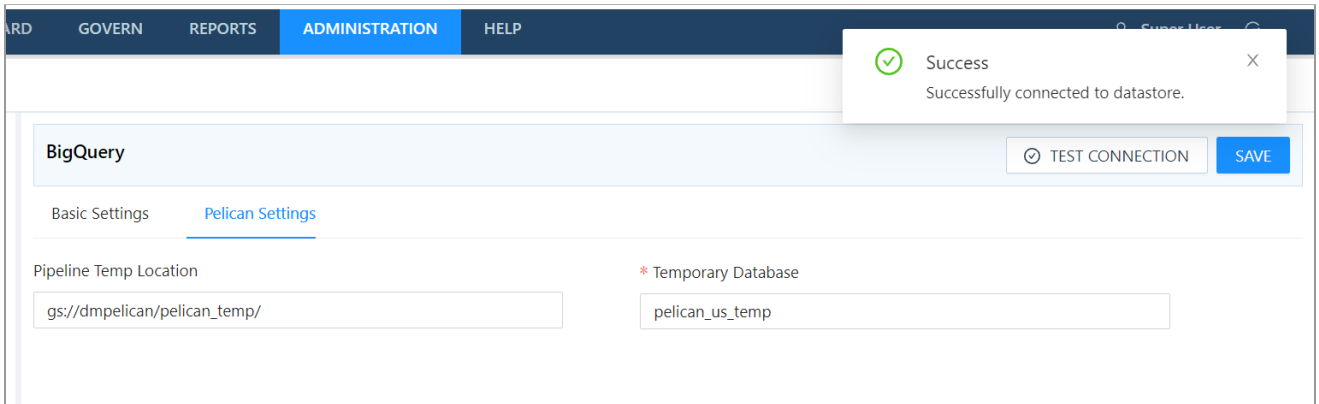 GOVERN REPORTS ADMINISTRATION HELP
Success
Successfully connected to datastore.
BigQuery
TEST CONNECTION SAVE
Basic Settings Pelican Settings
Pipeline Temp Location
gs://dmpelican/pelican_temp/
* Temporary Database
pelican_us_temp